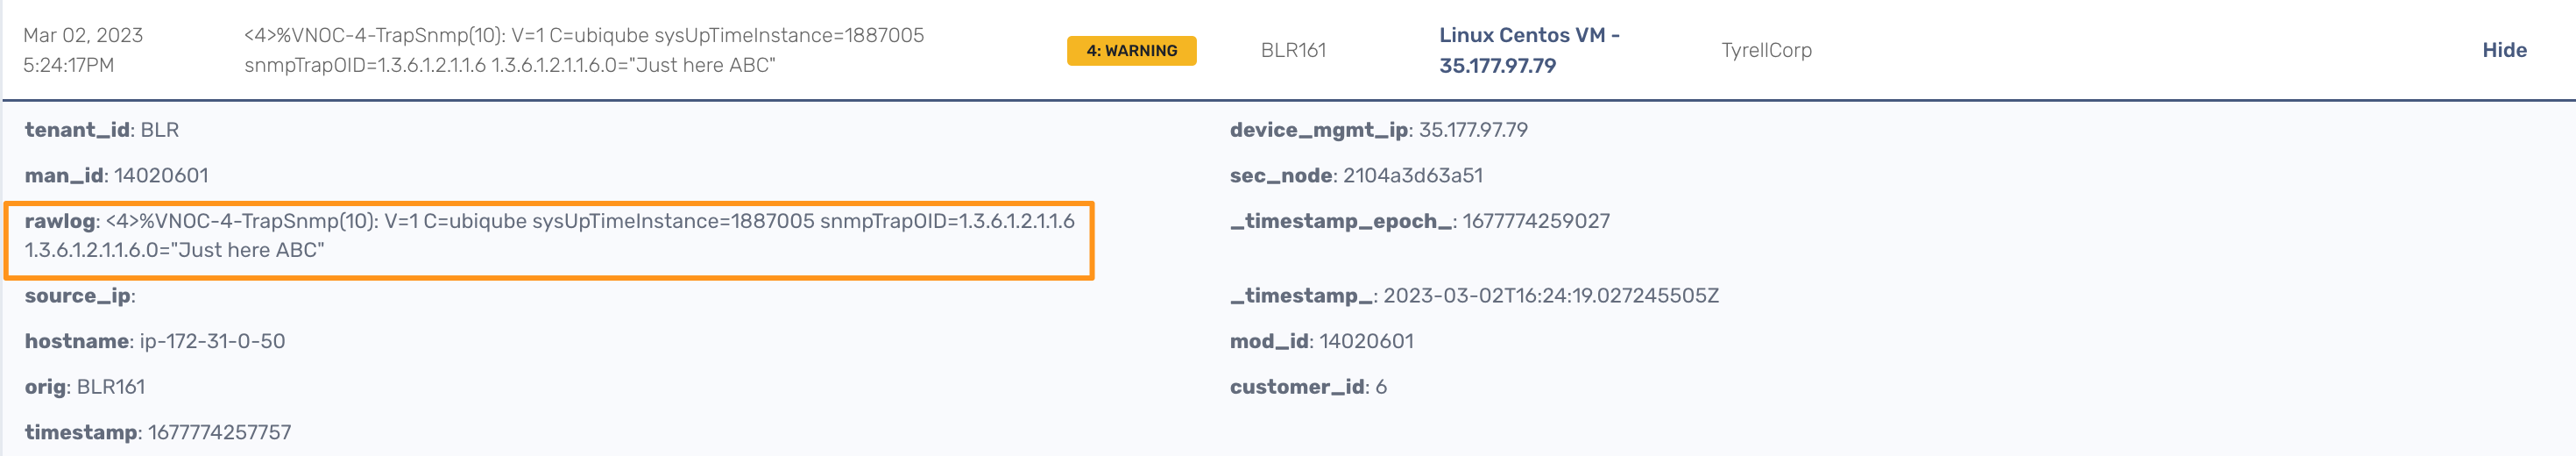 Mar 02, 2023
5:24:17PM
<4>%VNOC-4-TrapSnmp(10): V=1 C=ubiqube sysUpTimeInstance=1887005
snmpTrapOID=1.3.6.1.2.1.1.6 1.3.6.1.2.1.1.6.0="Just here ABC"
4: WARNING
BLR161
Linux Centos VM -
35.177.97.79
TyrellCorp
Hide
tenant_id: BLR
device_mgmt_ip: 35.177.97.79
man_id: 14020601
sec_node: 2104a3d63a51
rawlog: <4>%VNOC-4-TrapSnmp(10): V=1 C=ubiqube sysUpTimeInstance=1887005 snmpTrapOID=1.3.6.1.2.1.1.6
1.3.6.1.2.1.1.6.0="Just here ABC"
_timestamp_epoch_: 1677774259027
source_ip:
_timestamp_: 2023-03-02T16:24:19.027245505Z
hostname: ip-172-31-0-50
mod_id: 14020601
orig: BLR161
customer_id: 6
timestamp: 1677774257757